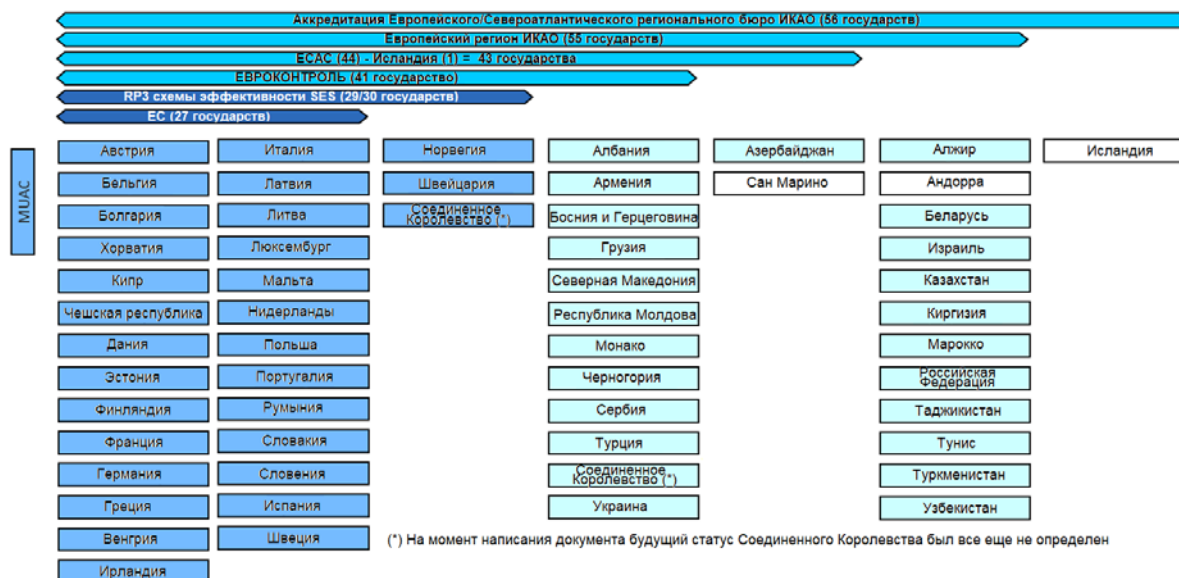 Аккредитация Европейского/Североатлантического регионального бюро ИКАО (56 государств)
Европейский регион ИКАО (55 государств)
ЕСАС (44) - Исландия (1) = 43 государства
ЕВРОКОНТРОЛЬ (41 государство)
RP3 схемы эффективности SES (29/30 государств)
ЕС (27 государств)
MUAC
Австрия
Бельгия
Болгария
Хорватия
Кипр
Чешская республика
Дания
Эстония
Финляндия
Франция
Германия
Греция
Венгрия
Ирландия
Италия
Латвия
Литва
Люксембург
Мальта
Нидерланды
Польша
Португалия
Румыния
Словакия
Словения
Испания
Швеция
Норвегия
Швейцария
Соединенное
Королевство (*)
Албания
Армения
Босния и Герцеговина
Грузия
Северная Македония
Республика Молдова
Монако
Черногория
Сербия
Турция
Соединенное
Королевство (*)
Украина
Азербайджан
Сан Марино
Алжир
Андорра
Беларусь
Израиль
Казахстан
Киргизия
Марокко
Российская
Федерация
Таджикистан
Тунис
Туркменистан
Узбекистан
Исландия
(*) На момент написания документа будущий статус Соединенного Королевства был все еще не определен